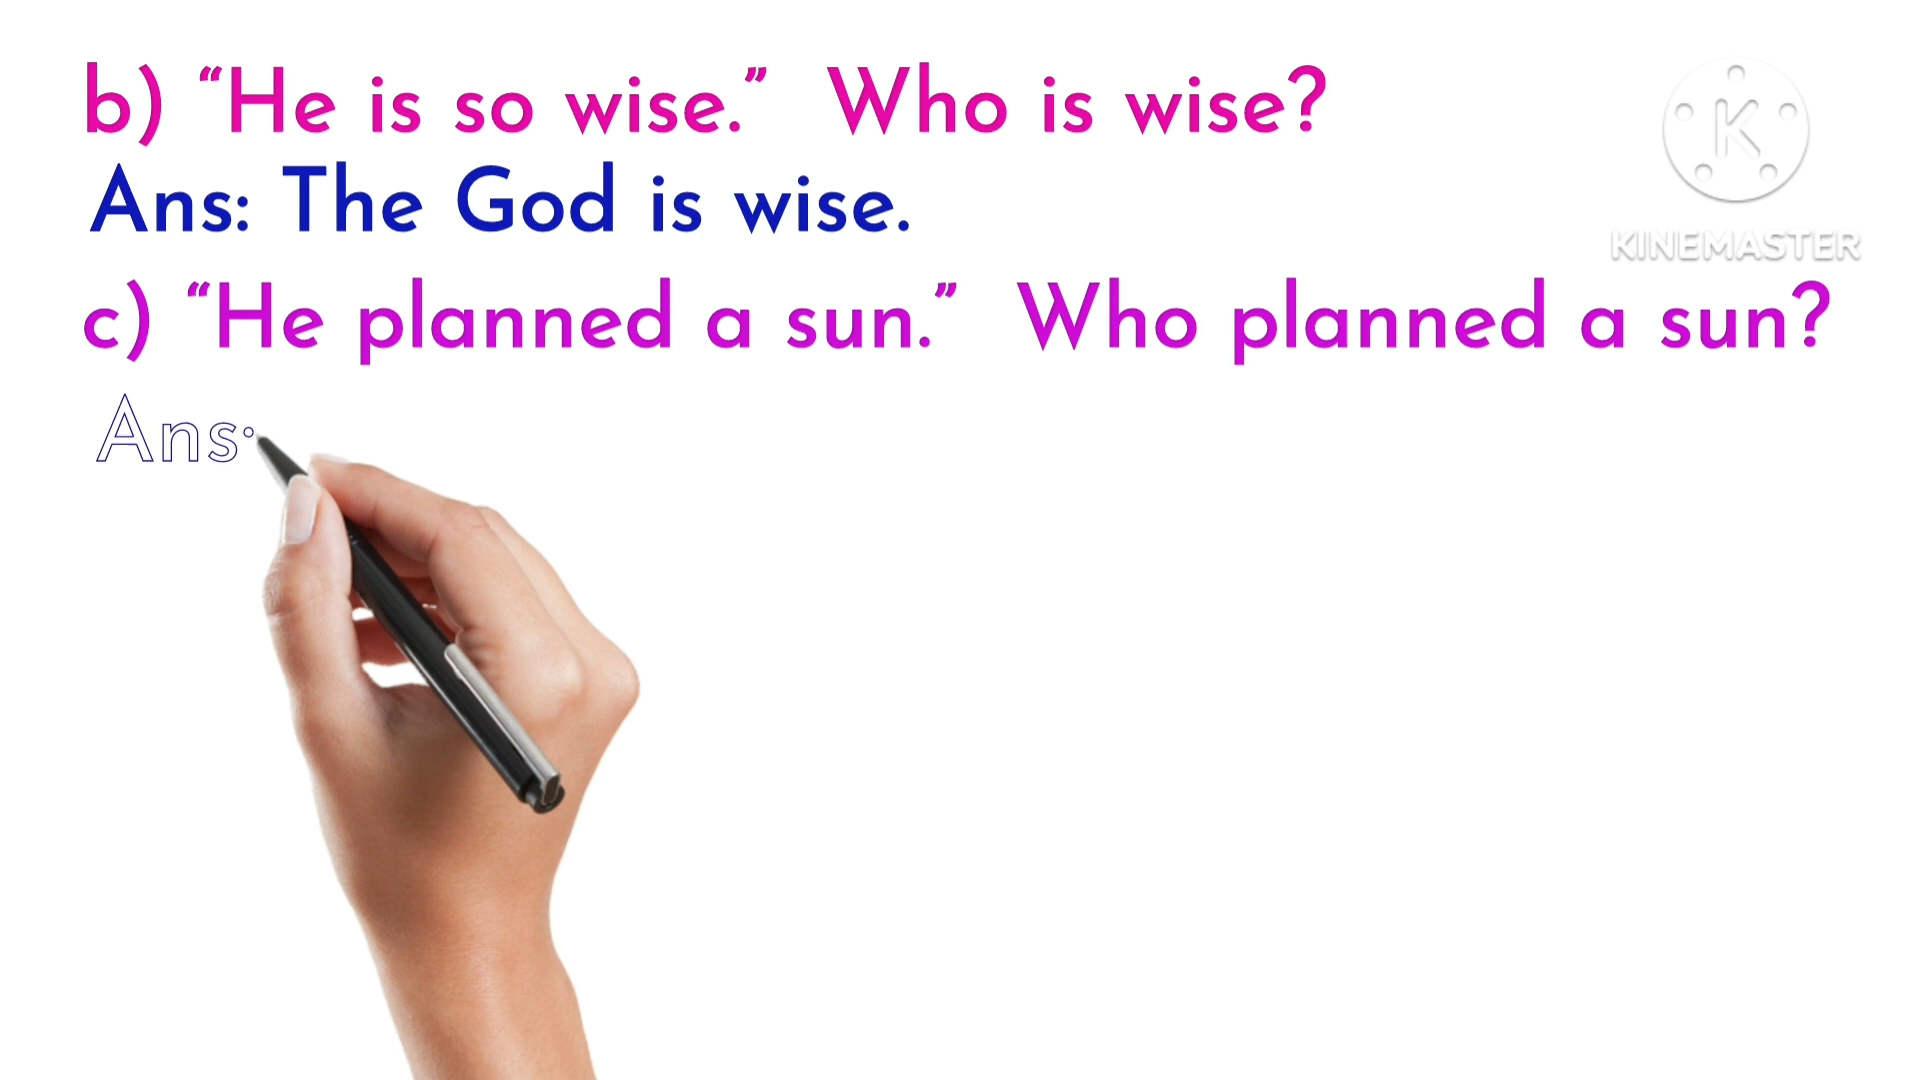 b) “He is so wise.”  Who is wise?
Ans: The God is wise.
c) “He planned a sun.”  Who planned a sun?
Ans:
K
KINEMASTER